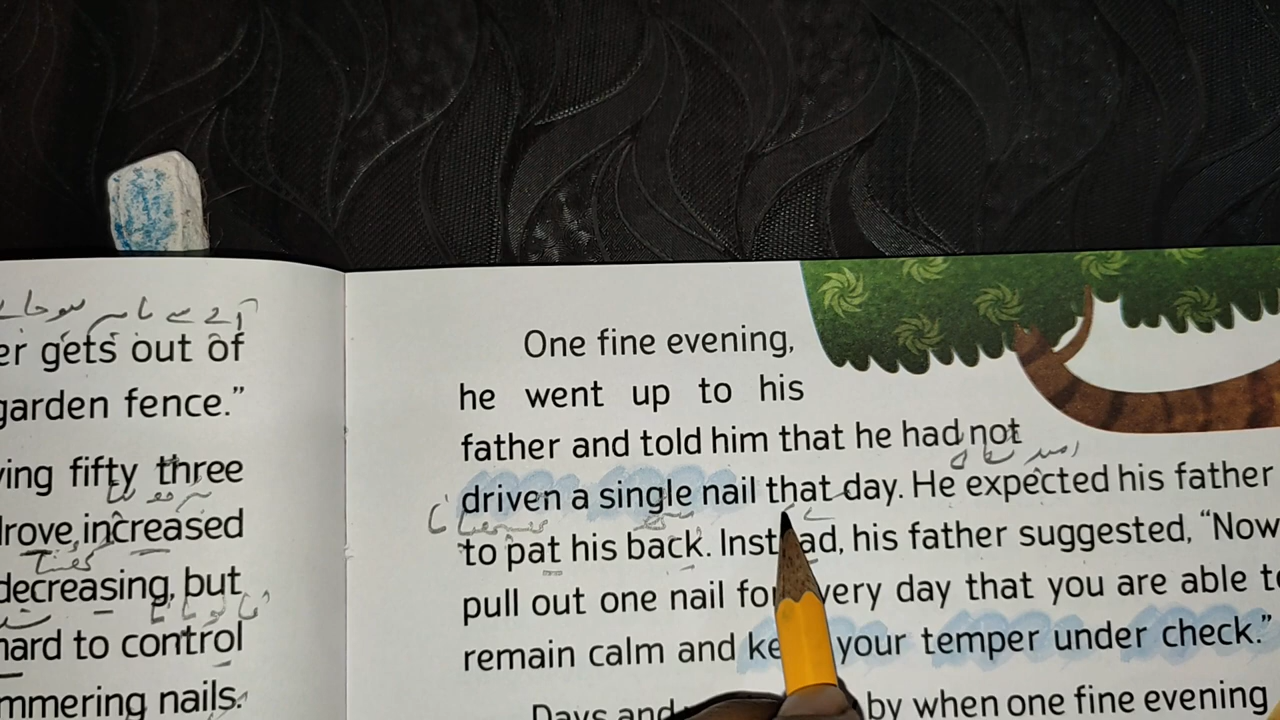 er gets out of
garden fence.”
ying fifty three
drove, increased
decreasing, but
hard to control
mmering nails.
One fine evening,
he went up to his
father and told him that he had not
driven a single nail that day. He expected his father
to pat his back. Instead, his father suggested, “Now
pull out one nail for every day that you are able to
remain calm and keep your temper under check.”
Days and by when one fine evening